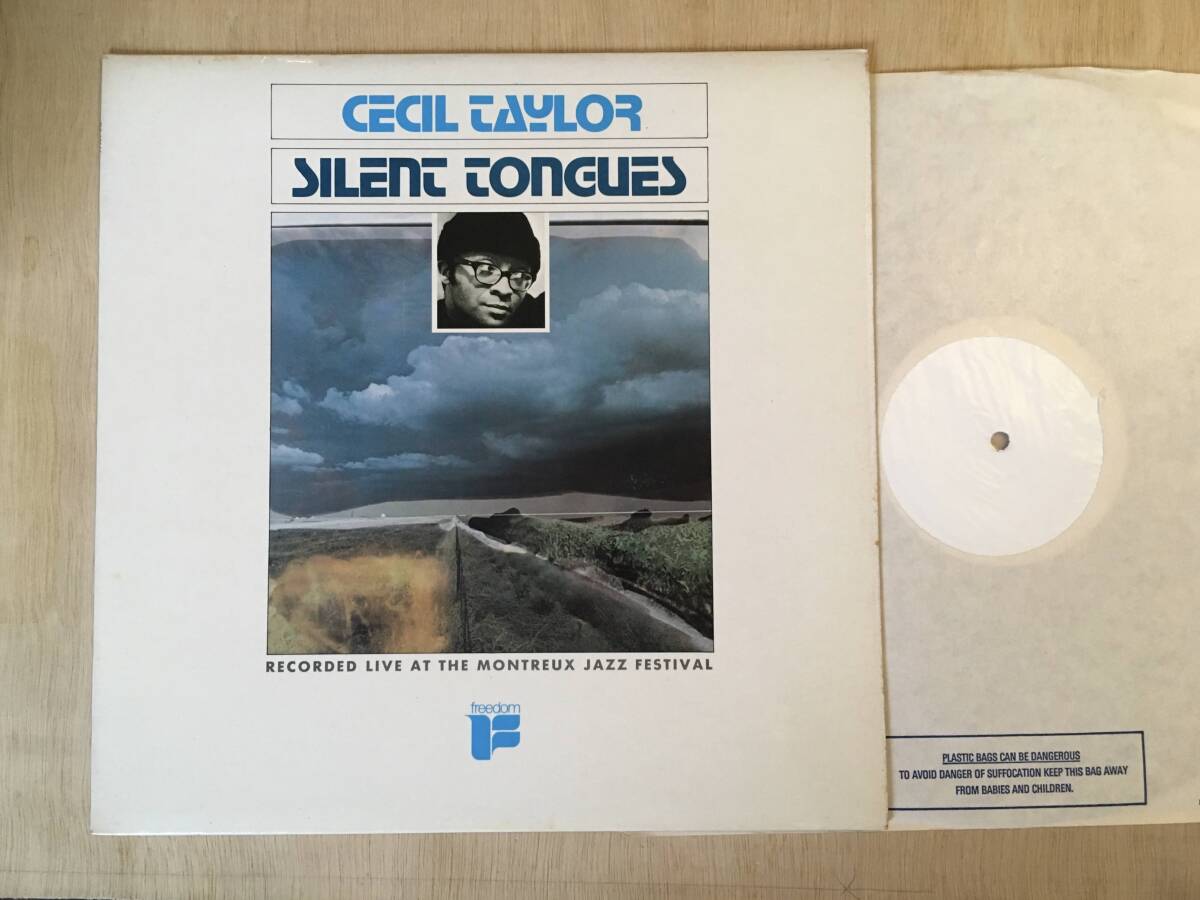 CECIL TAYLOR
SILENT TONGUES
RECORDED LIVE AT THE MONTREUX JAZZ FESTIVAL
freedom
F
PLASTIC BAGS CAN BE DANGEROUS
TO AVOID DANGER OF SUFFOCATION KEEP THIS BAG AWAY
FROM BABIES AND CHILDREN.